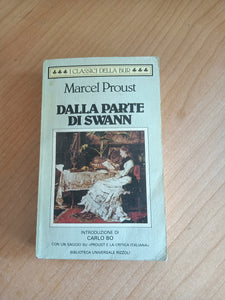 I CLASSICI DELLA BUR
Marcel Proust
DALLA PARTE
DI SWANN
INTRODUZIONE DI
CARLO BO
CON UN SAGGIO SU «PROUST E LA CRITICA ITALIANA»
BIBLIOTECA UNIVERSALE RIZZOLI